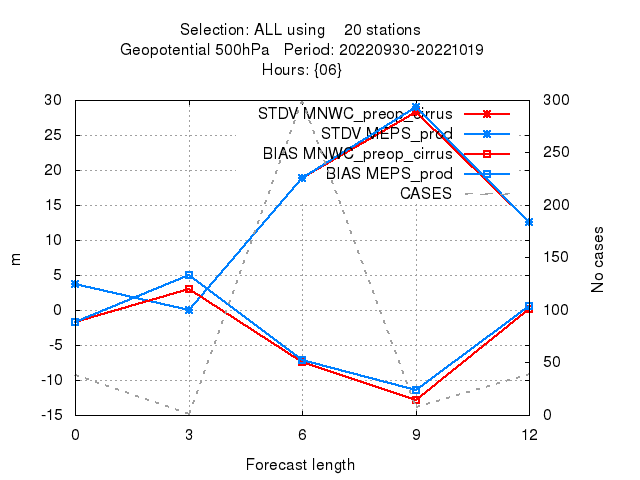 Selection: ALL using    20 stations
Geopotential 500hPa   Period: 20220930-20221019
Hours: {06}
30
25
20
15
10
5
0
-5
-10
-15
m
STDV MNWC_preop_cirrus
STDV MEPS_prod
BIAS MNWC_preop_cirrus
BIAS MEPS_prod
CASES
300
250
200
150
100
50
0
No cases
0 3 6 9 12
Forecast length